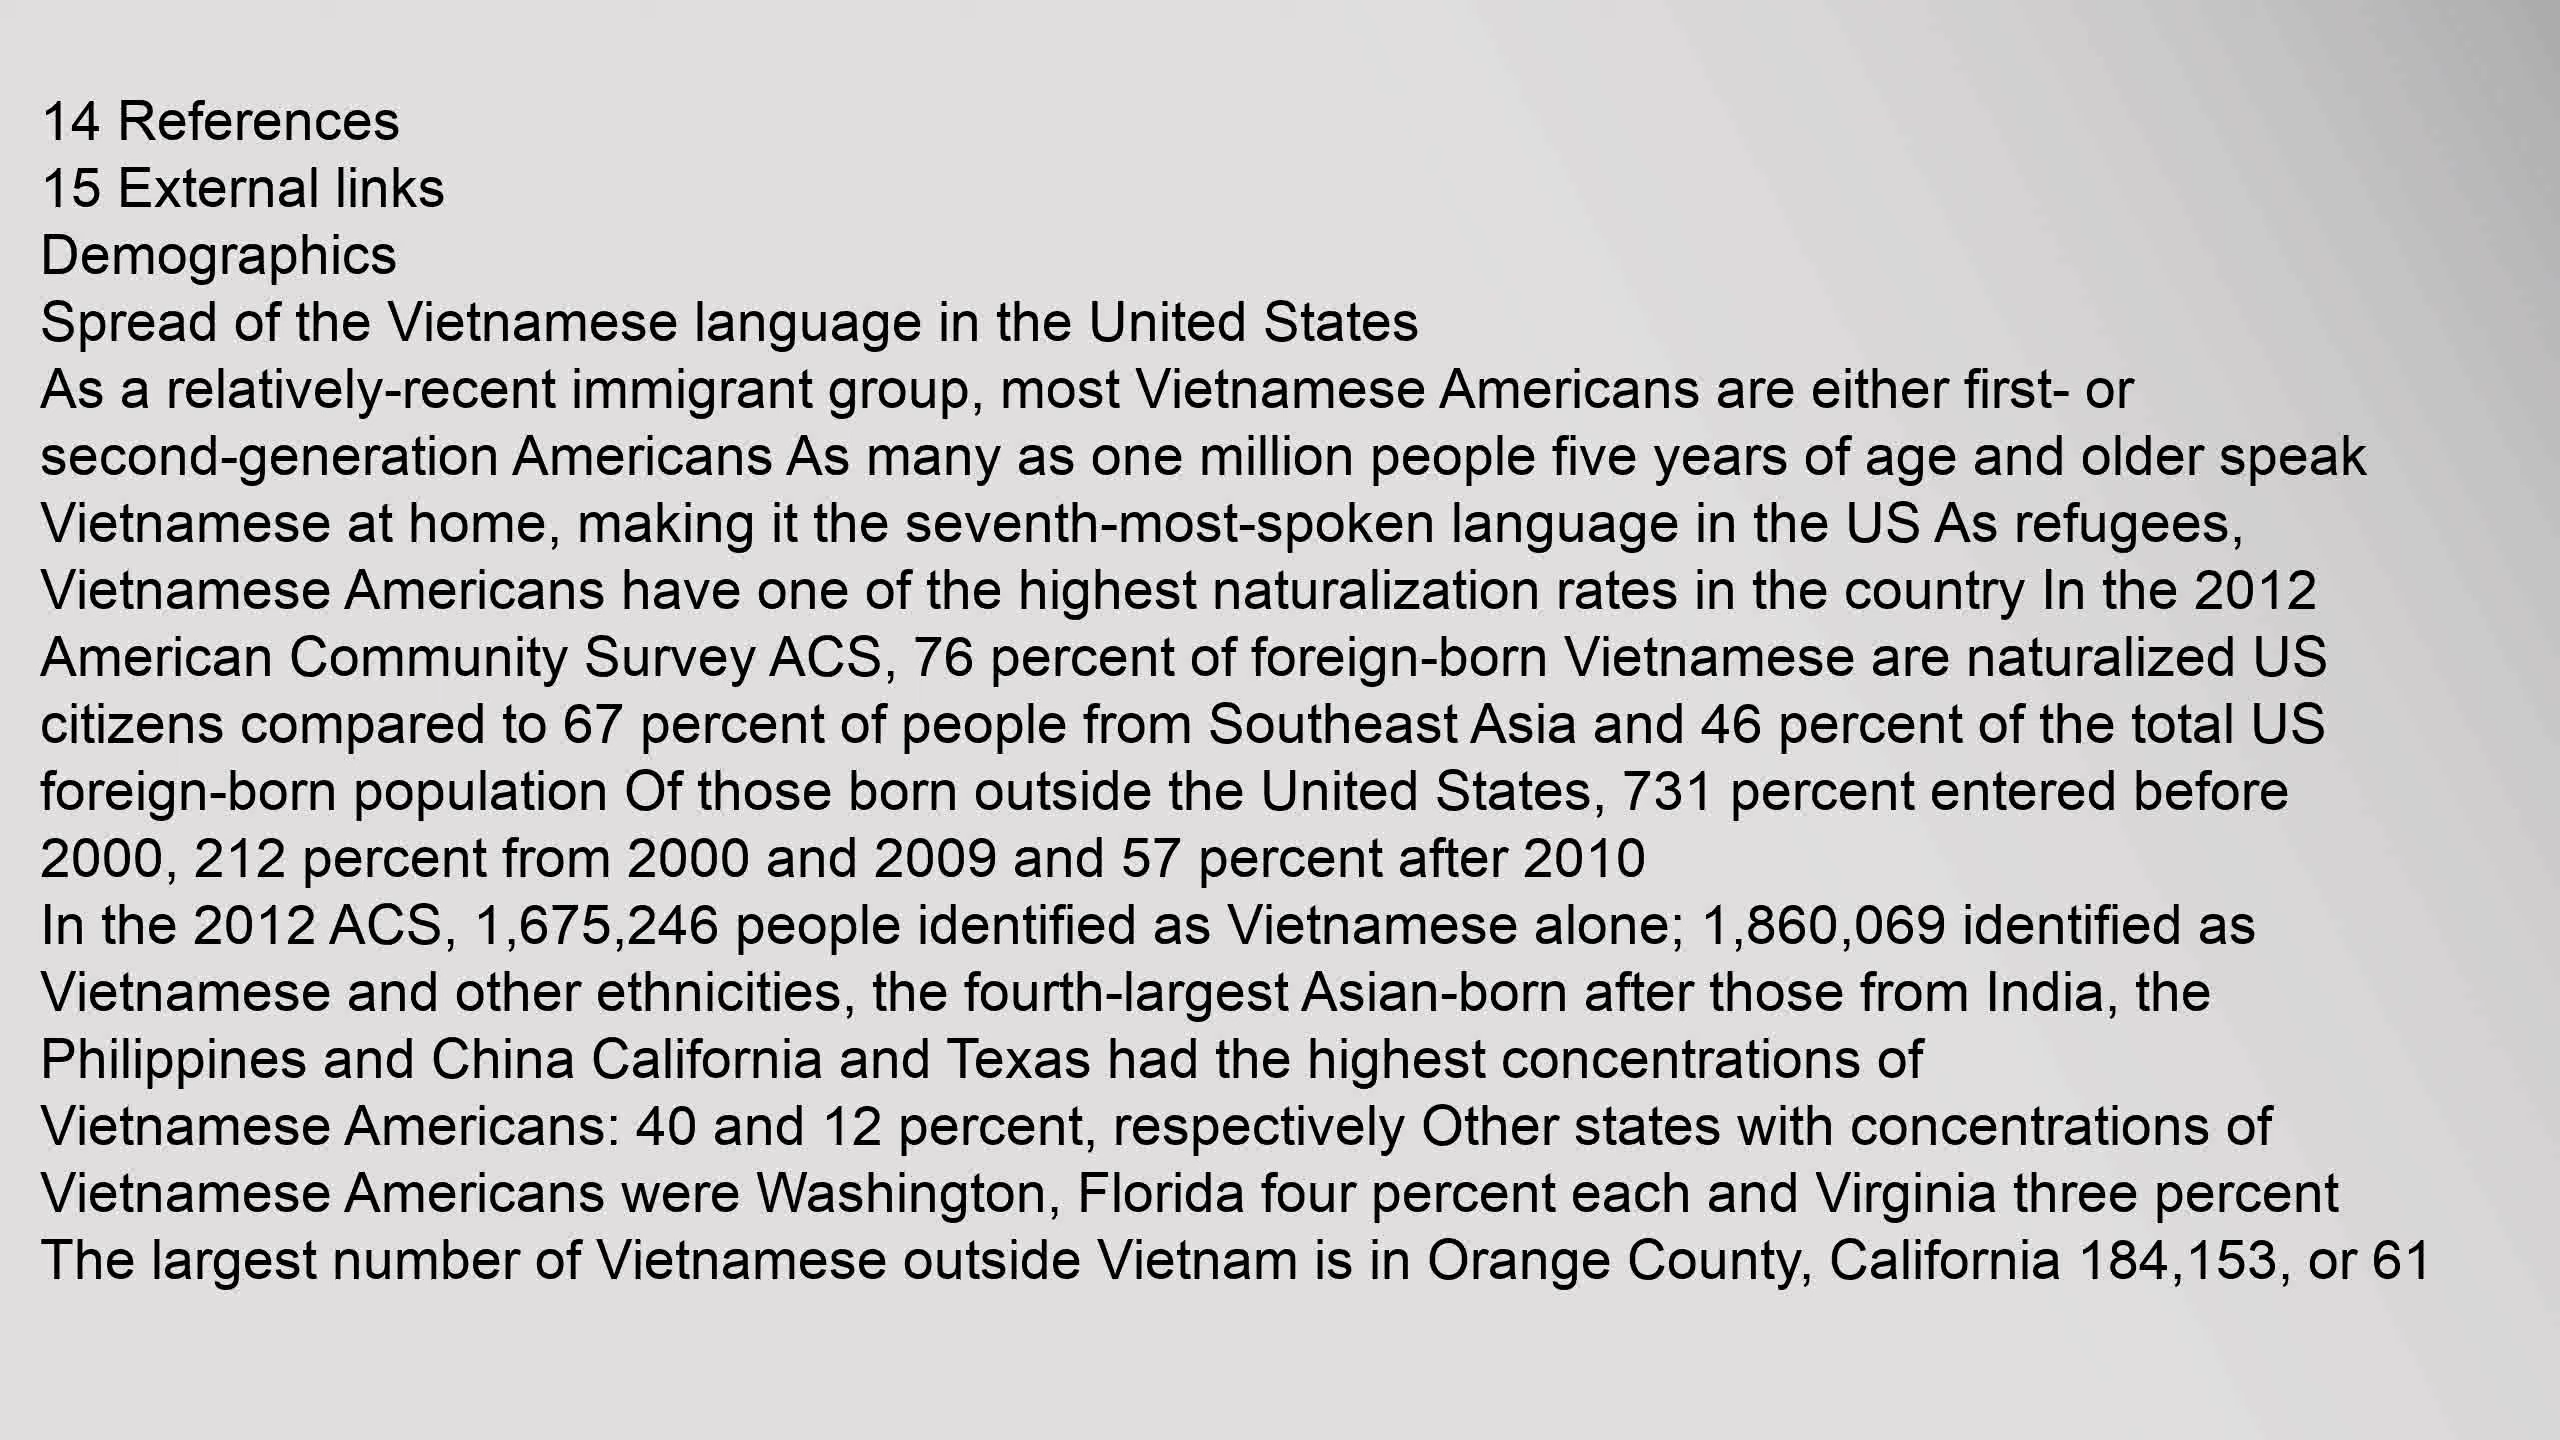 14 References
15 External links
Demographics
Spread of the Vietnamese language in the United States
As a relatively-recent immigrant group, most Vietnamese Americans are either first- or
second-generation Americans As many as one million people five years of age and older speak
Vietnamese at home, making it the seventh-most-spoken language in the US As refugees,
Vietnamese Americans have one of the highest naturalization rates in the country In the 2012
American Community Survey ACS, 76 percent of foreign-born Vietnamese are naturalized US
citizens compared to 67 percent of people from Southeast Asia and 46 percent of the total US
foreign-born population Of those born outside the United States, 731 percent entered before
2000, 212 percent from 2000 and 2009 and 57 percent after 2010
In the 2012 ACS, 1,675,246 people identified as Vietnamese alone; 1,860,069 identified as
Vietnamese and other ethnicities, the fourth-largest Asian-born after those from India, the
Philippines and China California and Texas had the highest concentrations of
Vietnamese Americans: 40 and 12 percent, respectively Other states with concentrations of
Vietnamese Americans were Washington, Florida four percent each and Virginia three percent
The largest number of Vietnamese outside Vietnam is in Orange County, California 184,153, or 61